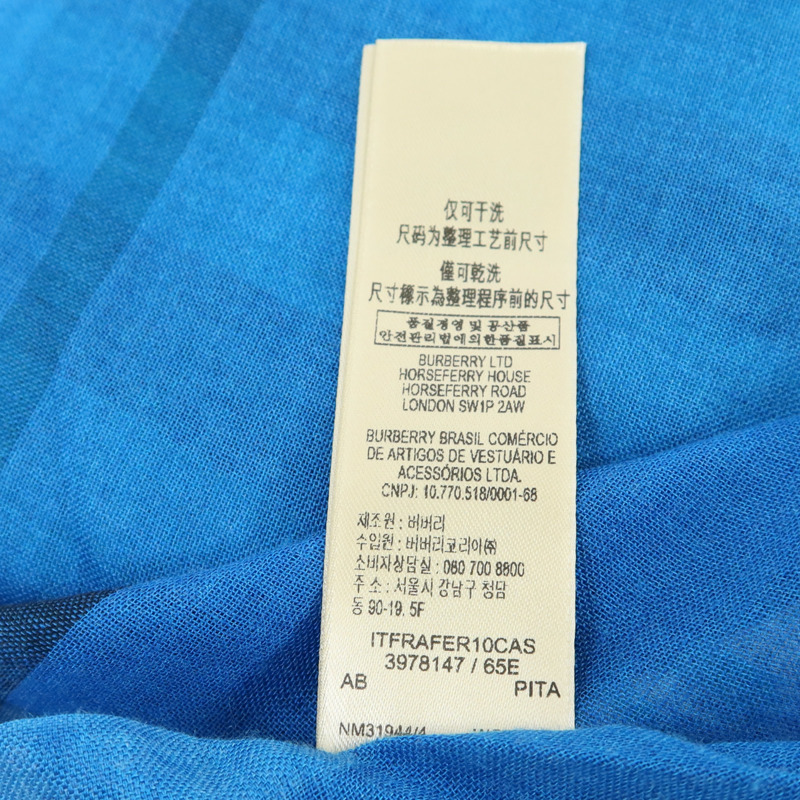 仅可干洗
尺码为整理工艺前尺寸
僅可乾洗
尺寸標示為整理程序前的尺寸
품질경영 및 공산품
안전관리법에의한품질표시
BURBERRY LTD
HORSEFERRY HOUSE
HORSEFERRY ROAD
LONDON SW1P 2AW
BURBERRY BRASIL COMÉRCIO
DE ARTIGOS DE VESTUÁRIO E
ACESSÓRIOS LTDA.
CNPJ: 10.770.518/0001-68
제조원 : 버버리
수입원 : 버버리코리아㈜
소비자상담실 : 080 700 8800
주 소 : 서울시 강남구 청담
동 90-19. 5F
ITFRAFER10CAS
3978147 / 65E
AB PITA
NM31944/4